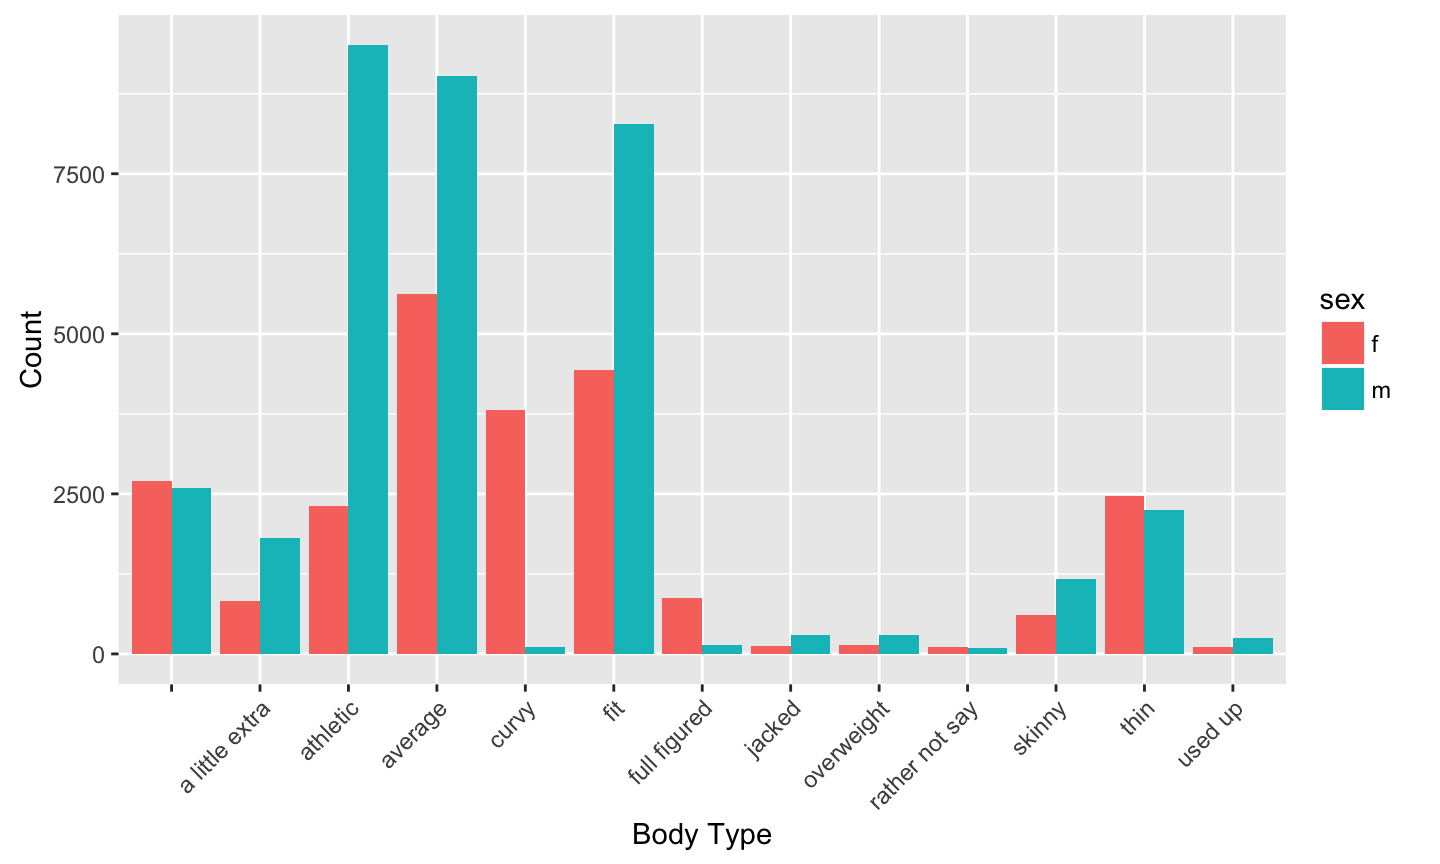 Count
7500
5000
2500
0
a little extra
athletic
average
curvy
fit
full figured
jacked
overweight
rather not say
skinny
thin
used up
Body Type
sex
f
m